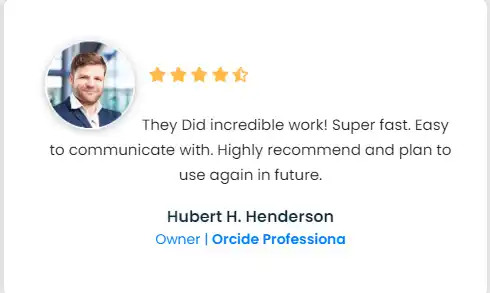 They Did incredible work! Super fast. Easy
to communicate with. Highly recommend and plan to
use again in future.
Hubert H. Henderson
Owner | Orcide Professiona